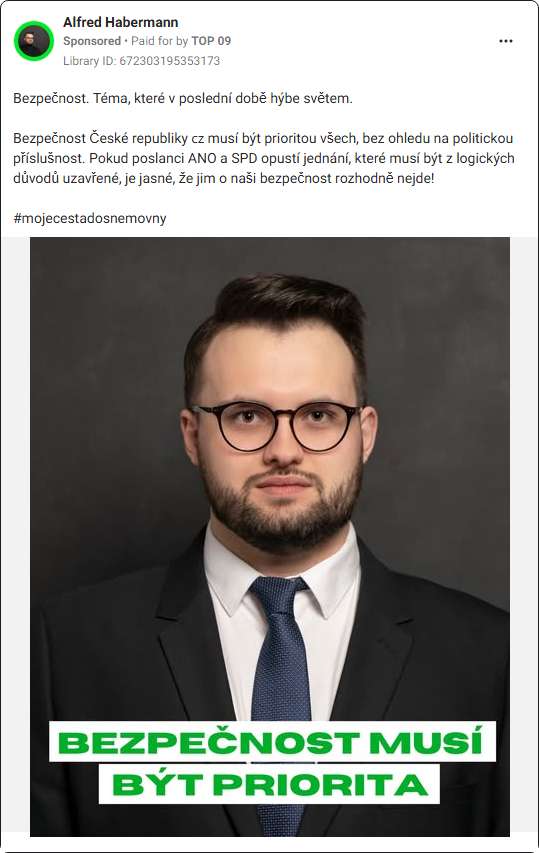 Alfred Habermann
Sponsored • Paid for by TOP 09
Library ID: 672303195353173
Bezpečnost. Téma, které v poslední době hýbe světem.
Bezpečnost České republiky cz musí být prioritou všech, bez ohledu na politickou
příslušnost. Pokud poslanci ANO a SPD opustí jednání, které musí být z logických
důvodů uzavřené, je jasné, že jim o naši bezpečnost rozhodně nejde!
#mojecestadosnemovny
BEZPEČNOST MUSÍ
BÝT PRIORITA